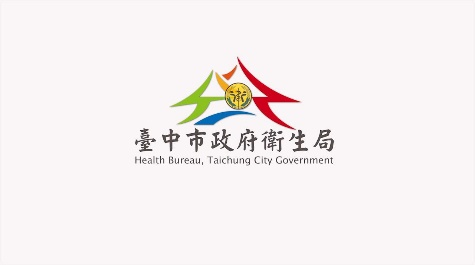 臺中市政府衛生局
Health Bureau, Taichung City Government